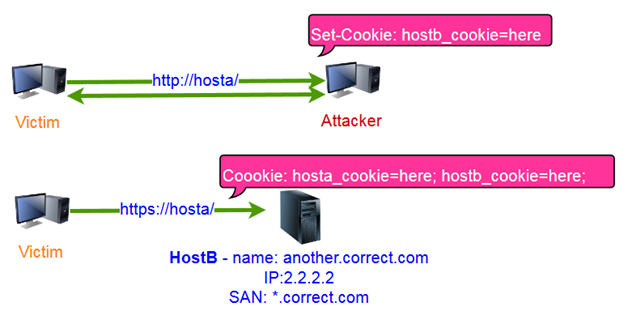 Set-Cookie: hostb_cookie=here
http://hosta/
Victim
Attacker
Coookie: hosta_cookie=here; hostb_cookie=here;
https://hosta/
Victim
HostB - name: another.correct.com
IP:2.2.2.2
SAN: *.correct.com